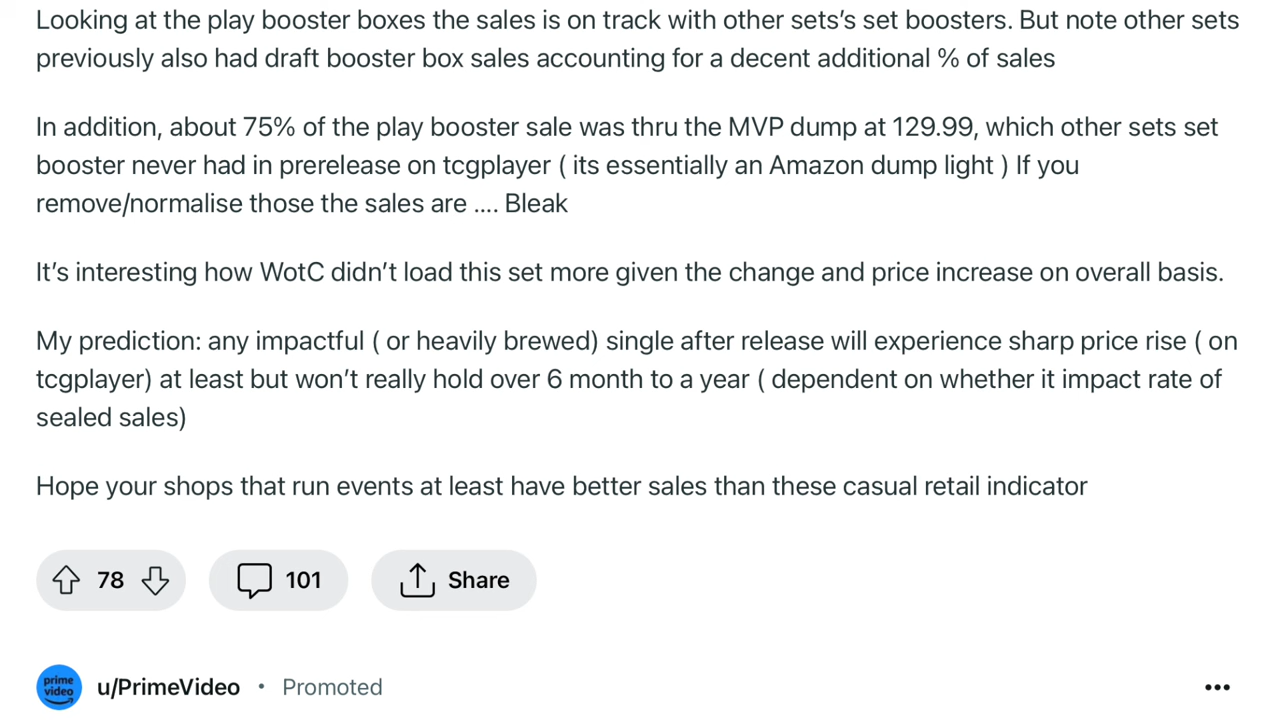 Looking at the play booster boxes the sales is on track with other sets’s set boosters. But note other sets
previously also had draft booster box sales accounting for a decent additional % of sales
In addition, about 75% of the play booster sale was thru the MVP dump at 129.99, which other sets set
booster never had in prerelease on tcgplayer ( its essentially an Amazon dump light ) If you
remove/normalise those the sales are .... Bleak
It’s interesting how WotC didn’t load this set more given the change and price increase on overall basis.
My prediction: any impactful ( or heavily brewed) single after release will experience sharp price rise ( on
tcgplayer) at least but won’t really hold over 6 month to a year ( dependent on whether it impact rate of
sealed sales)
Hope your shops that run events at least have better sales than these casual retail indicator
78 101 Share
prime
video
u/PrimeVideo • Promoted